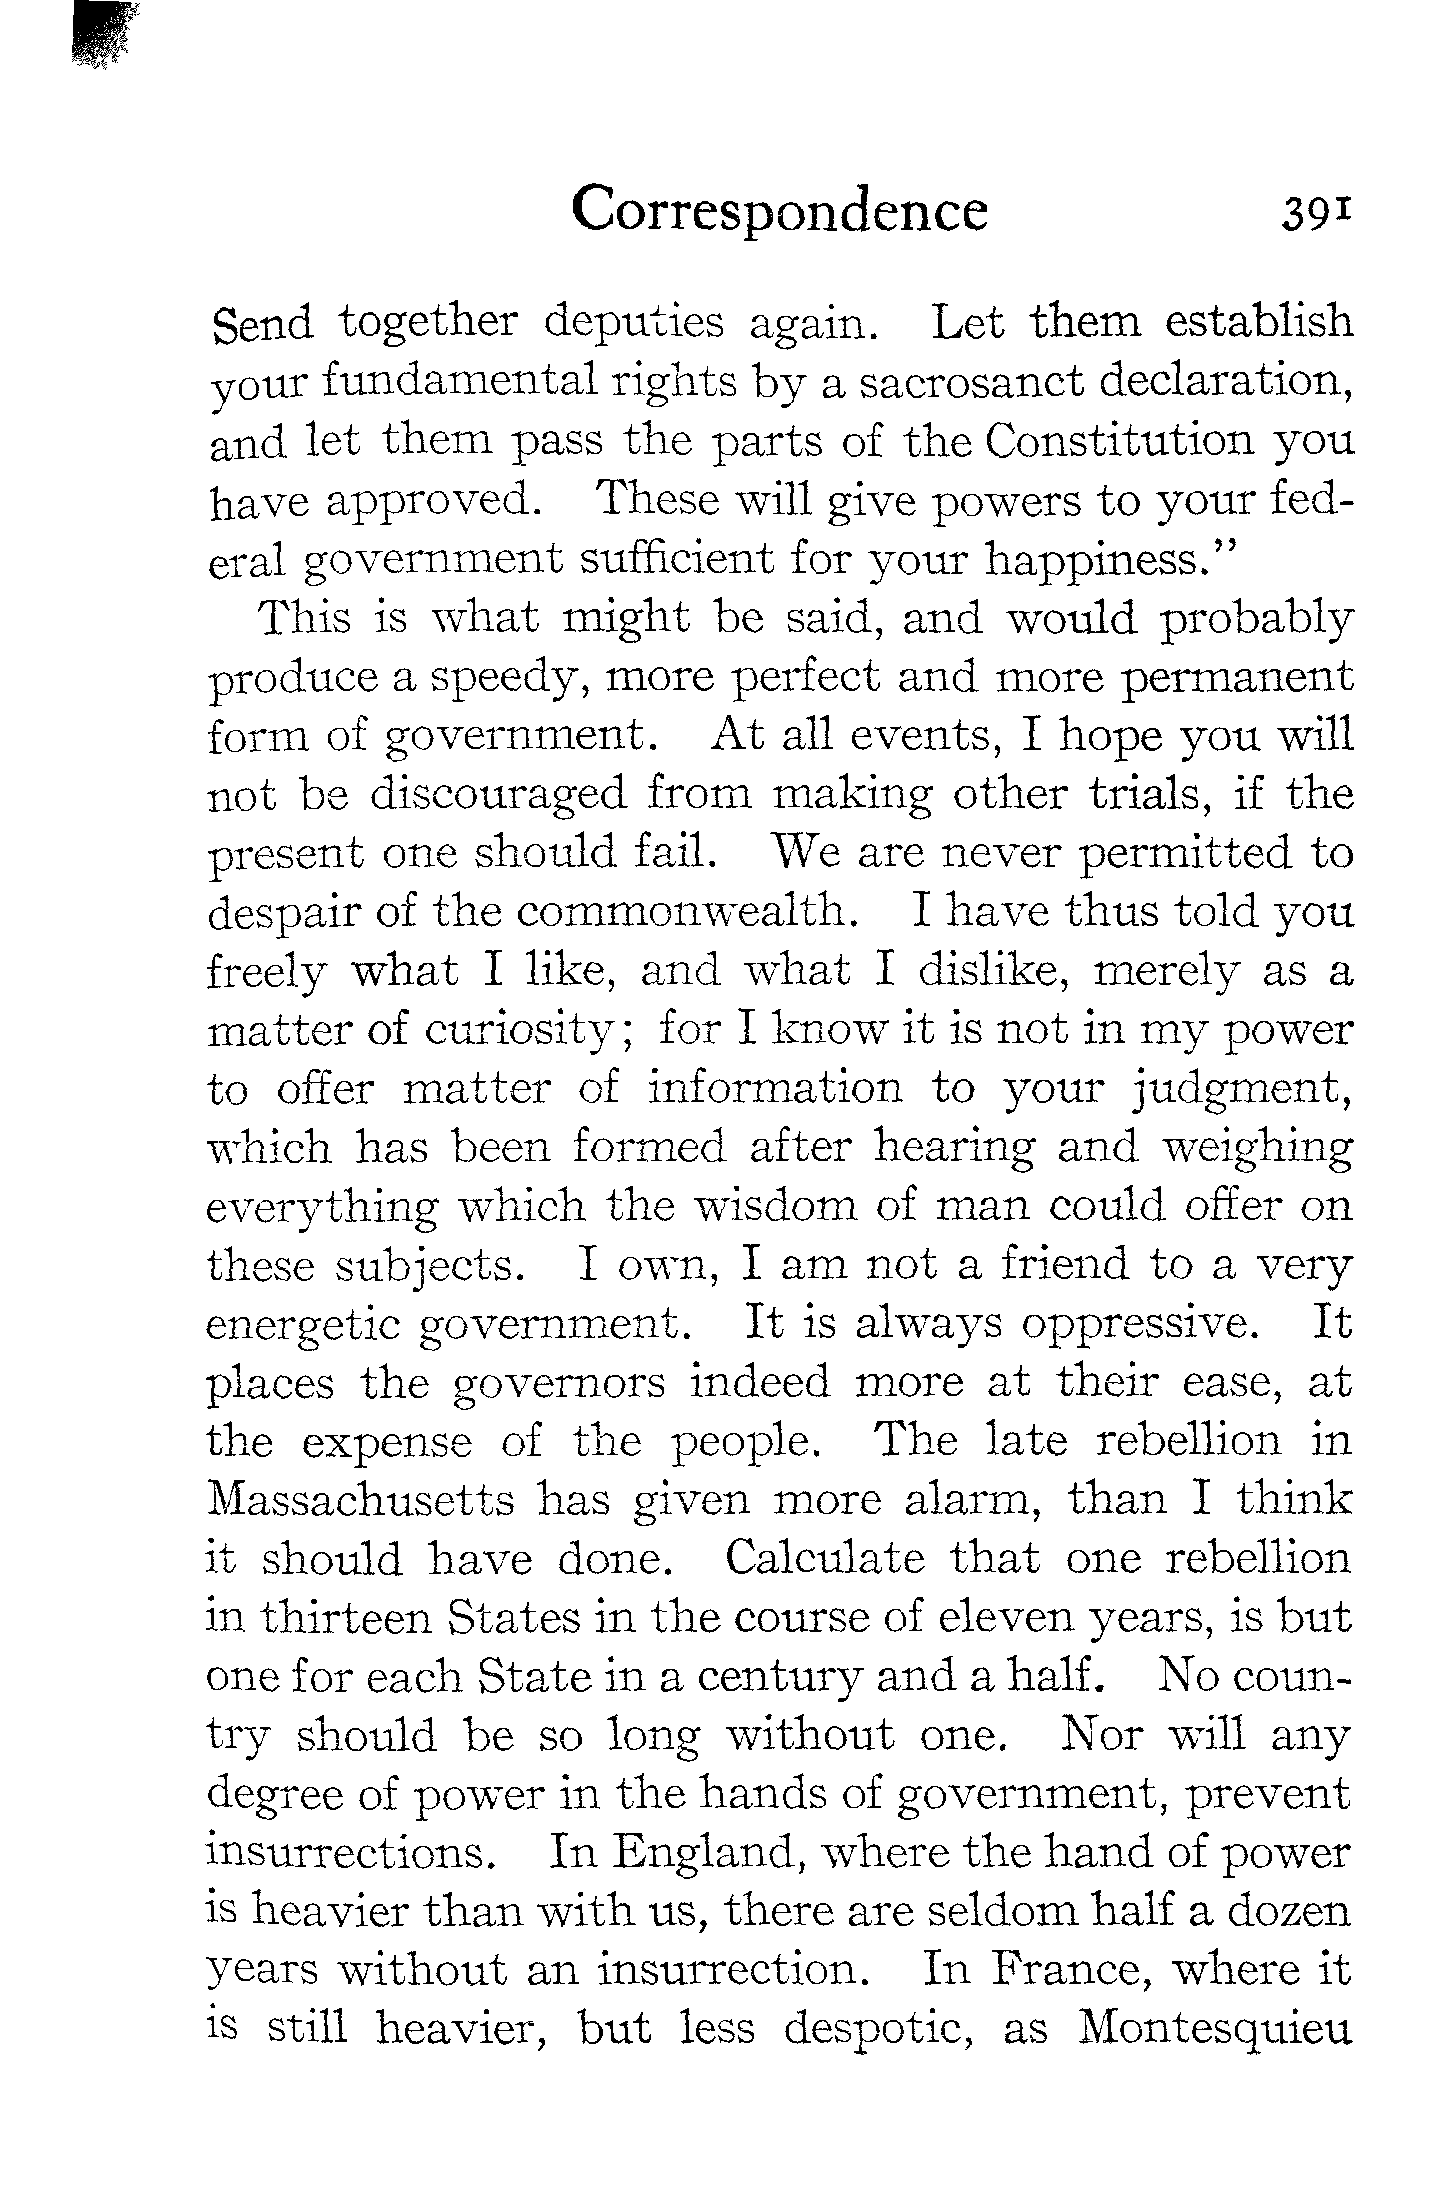 Correspondence 391
Send together deputies again. Let them establish
your fundamental rights by a sacrosanct declaration,
and let them pass the parts of the Constitution you
have approved. These will give powers to your fed-
eral government sufficient for your happiness.”
This is what might be said, and would probably
produce a speedy, more perfect and more permanent
form of government. At all events, I hope you will
not be discouraged from making other trials, if the
present one should fail. We are never permitted to
despair of the commonwealth. I have thus told you
freely what I like, and what I dislike, merely as a
matter of curiosity; for I know it is not in my power
to offer matter of information to your judgment,
which has been formed after hearing and weighing
everything which the wisdom of man could offer on
these subjects. I own, I am not a friend to a very
energetic government. It is always oppressive. It
places the governors indeed more at their ease, at
the expense of the people. The late rebellion in
Massachusetts has given more alarm, than I think
it should have done. Calculate that one rebellion
in thirteen States in the course of eleven years, is but
one for each State in a century and a half. No coun-
try should be so long without one. Nor will any
degree of power in the hands of government, prevent
insurrections. In England, where the hand of power
is heavier than with us, there are seldom half a dozen
years without an insurrection. In France, where it
is still heavier, but less despotic, as Montesquieu